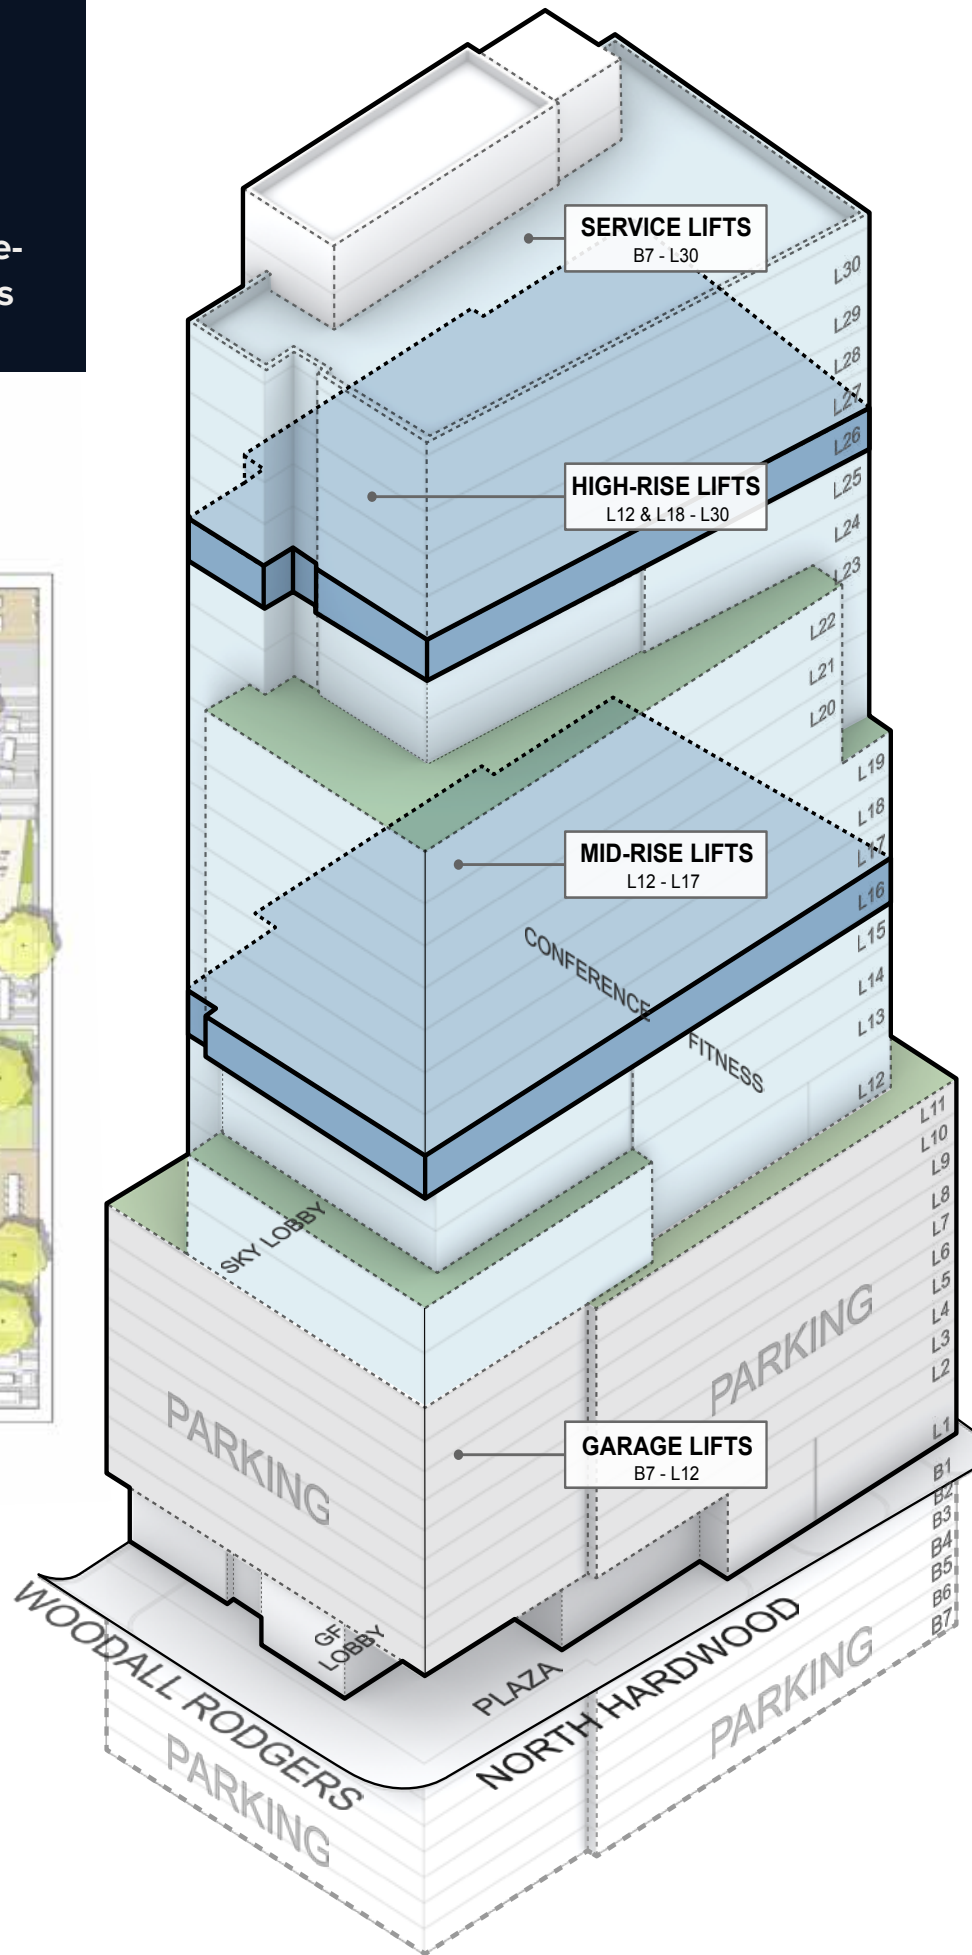 e-
s
SERVICE LIFTS
B7 - L30
L30
L29
L28
L27
L26
HIGH-RISE LIFTS
L12 & L18 - L30
L25
L24
L23
L22
L21
L20
L19
L18
L17
MID-RISE LIFTS
L12 - L17
L16
L15
CONFERENCE
L14
L13
FITNESS
L12
L11
L10
L9
L8
SKY LOBBY
L7
L6
L5
L4
L3
L2
PARKING
PARKING
L1
GARAGE LIFTS
B7 - L12
B1
B2
B3
B4
B5
B6
B7
GF
LOBBY
PLAZA
WOODALL RODGERS
NORTH HARDWOOD
PARKING
PARKING